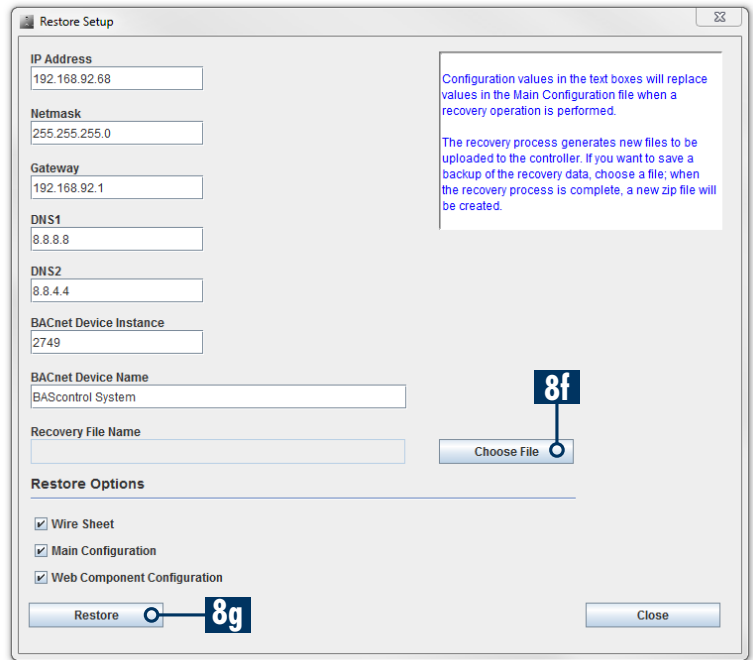 Restore Setup
IP Address
192.168.92.68
Netmask
255.255.255.0
Gateway
192.168.92.1
DNS1
8.8.8.8
DNS2
8.8.4.4
BACnet Device Instance
2749
BACnet Device Name
BAScontrol System
Recovery File Name
Configuration values in the text boxes will replace
values in the Main Configuration file when a
recovery operation is performed.
The recovery process generates new files to be
uploaded to the controller. If you want to save a
backup of the recovery data, choose a file; when
the recovery process is complete, a new zip file will
be created.
8f
Choose File
Restore Options
Wire Sheet
Main Configuration
Web Component Configuration
Restore
8g
Close